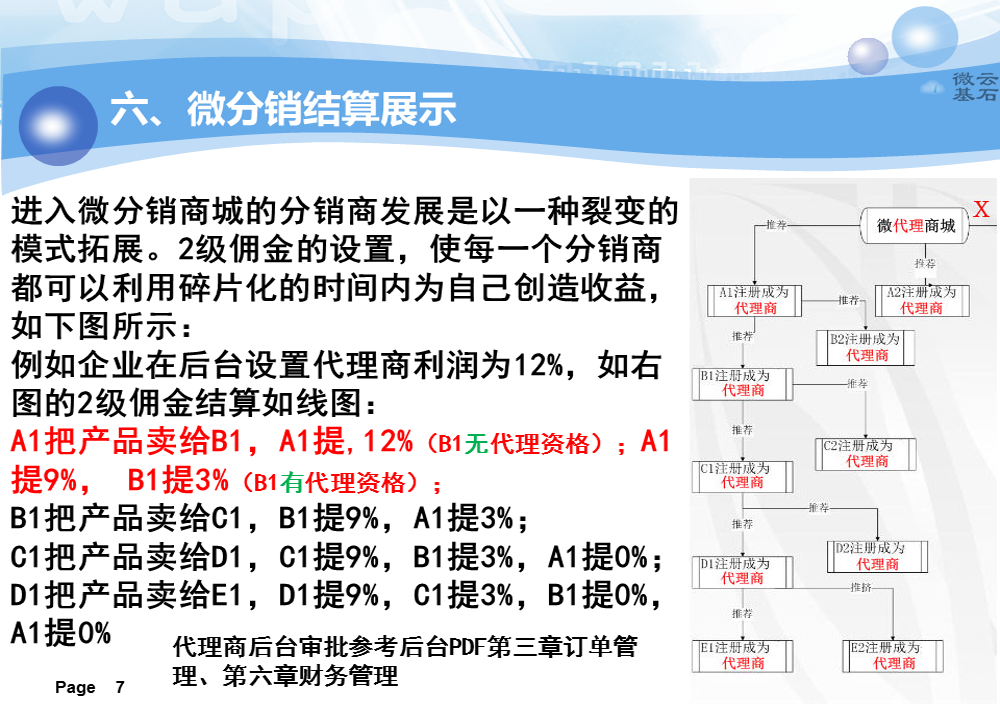 微云
基石
六、微分销结算展示
进入微分销商城的分销商发展是以一种裂变的
模式拓展。2级佣金的设置，使每一个分销商
都可以利用碎片化的时间内为自己创造收益，
如下图所示：
例如企业在后台设置代理商利润为12%，如右
图的2级佣金结算如线图：
A1把产品卖给B1，A1提,12%（B1无代理资格）；A1
提9%， B1提3%（B1有代理资格）；
B1把产品卖给C1，B1提9%，A1提3%；
C1把产品卖给D1，C1提9%，B1提3%，A1提0%；
D1把产品卖给E1，D1提9%，C1提3%，B1提0%，
A1提0%
代理商后台审批参考后台PDF第三章订单管
理、第六章财务管理
Page 7
X
微代理商城
推荐
推荐
A1注册成为
代理商
推荐
A2注册成为
代理商
推荐
B2注册成为
代理商
B1注册成为
代理商
推荐
推荐
C2注册成为
代理商
C1注册成为
代理商
推荐
推荐
D2注册成为
代理商
D1注册成为
代理商
推挤
推荐
E1注册成为
代理商
E2注册成为
代理商